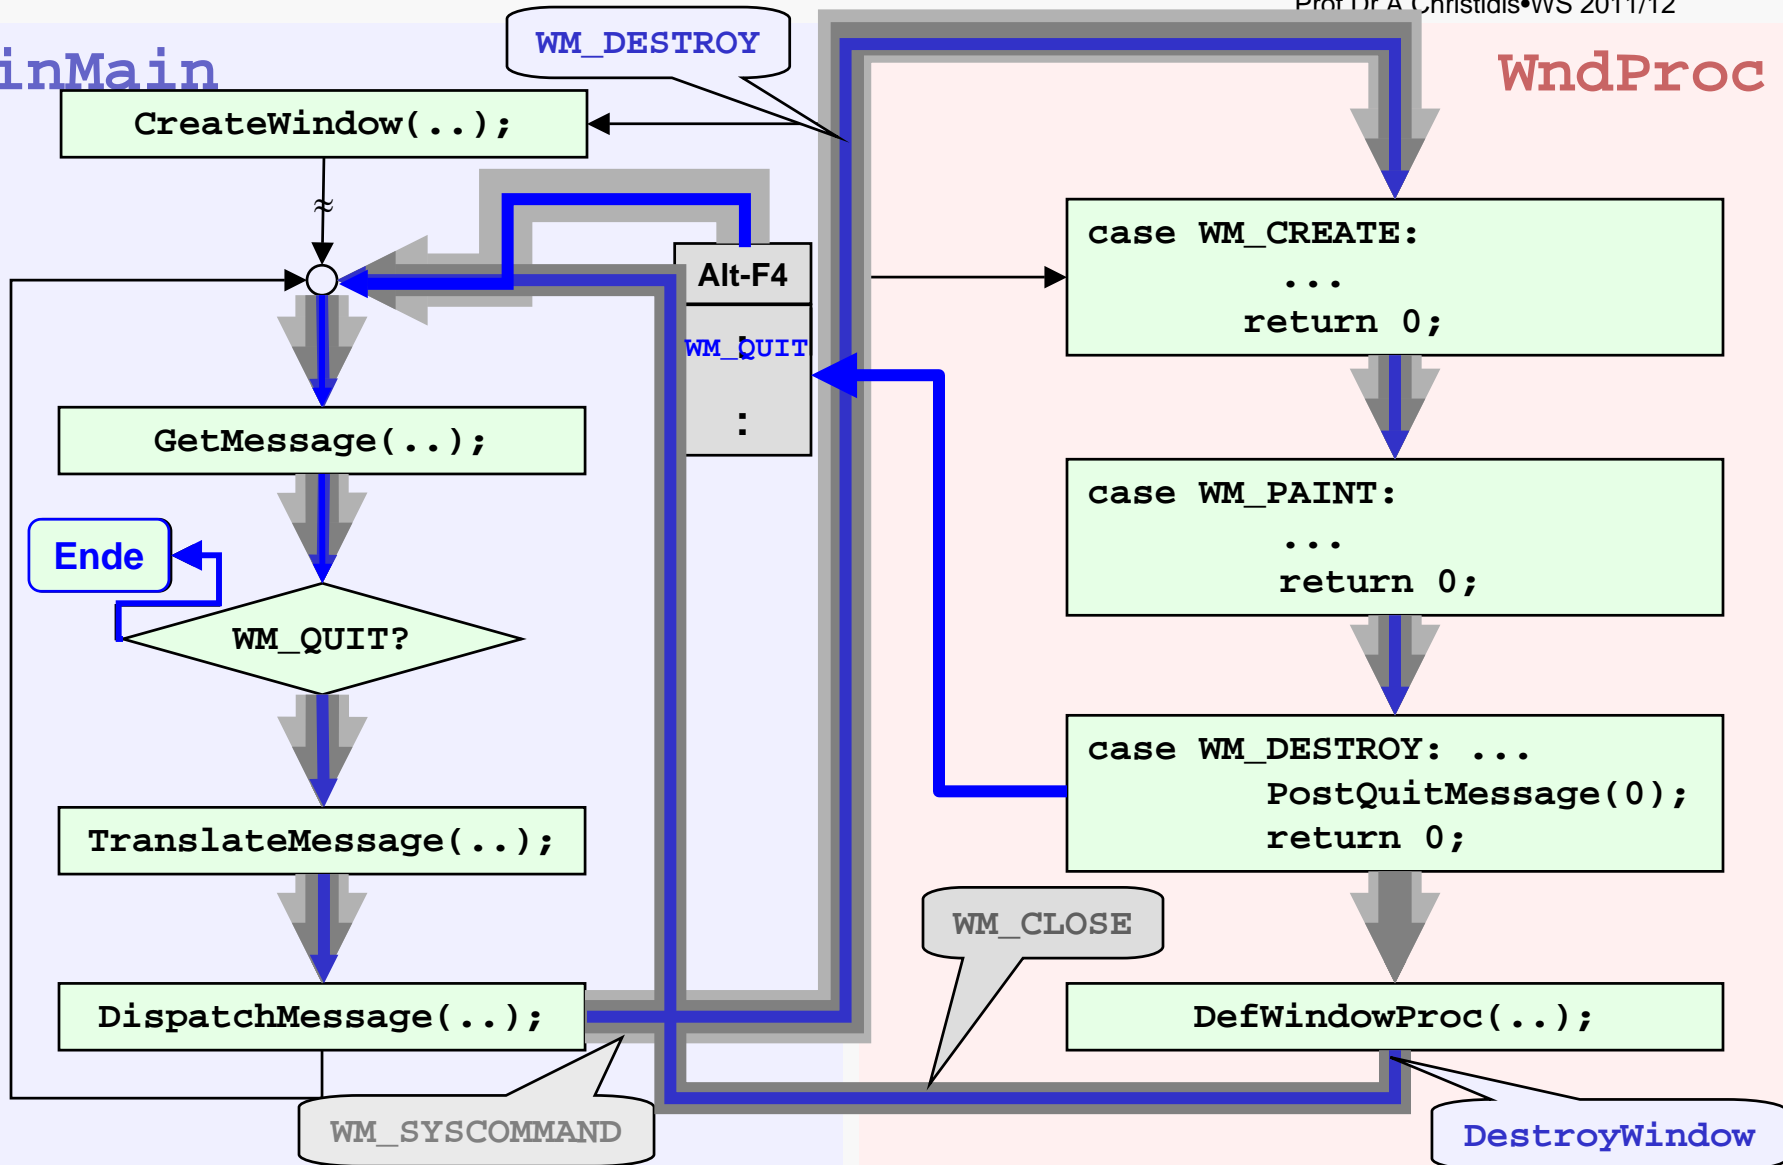 Prof.Dr.A.Christidis•WS 2011/12
inMain
WndProc
WM_DESTROY
CreateWindow(..);
≈
Alt-F4
:
WM_QUIT
:
case WM_CREATE:
...
return 0;
GetMessage(..);
case WM_PAINT:
...
return 0;
Ende
WM_QUIT?
case WM_DESTROY: ...
PostQuitMessage(0);
return 0;
TranslateMessage(..);
WM_CLOSE
DispatchMessage(..);
DefWindowProc(..);
WM_SYSCOMMAND
DestroyWindow